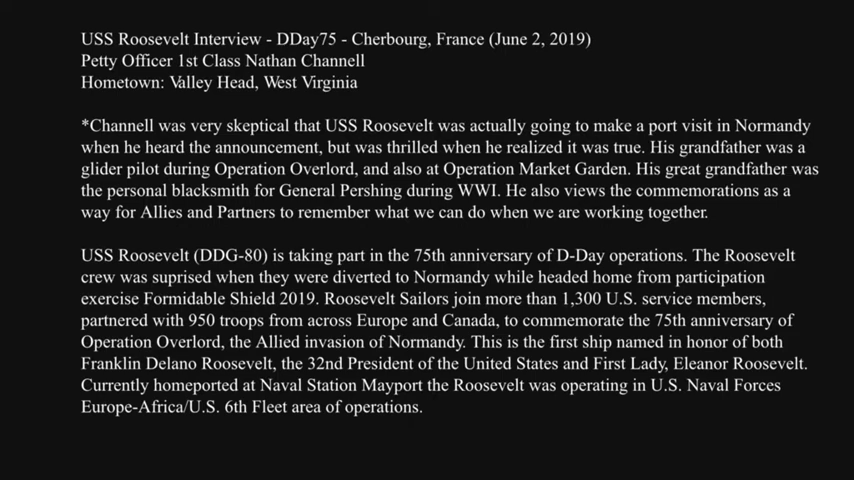 USS Roosevelt Interview - DDay75 - Cherbourg, France (June 2, 2019)
Petty Officer 1st Class Nathan Channell
Hometown: Valley Head, West Virginia
*Channell was very skeptical that USS Roosevelt was actually going to make a port visit in Normandy
when he heard the announcement, but was thrilled when he realized it was true. His grandfather was a
glider pilot during Operation Overlord, and also at Operation Market Garden. His great grandfather was
the personal blacksmith for General Pershing during WWI. He also views the commemorations as a
way for Allies and Partners to remember what we can do when we are working together.
USS Roosevelt (DDG-80) is taking part in the 75th anniversary of D-Day operations. The Roosevelt
crew was suprised when they were diverted to Normandy while headed home from participation
exercise Formidable Shield 2019. Roosevelt Sailors join more than 1,300 U.S. service members,
partnered with 950 troops from across Europe and Canada, to commemorate the 75th anniversary of
Operation Overlord, the Allied invasion of Normandy. This is the first ship named in honor of both
Franklin Delano Roosevelt, the 32nd President of the United States and First Lady, Eleanor Roosevelt.
Currently homeported at Naval Station Mayport the Roosevelt was operating in U.S. Naval Forces
Europe-Africa/U.S. 6th Fleet area of operations.